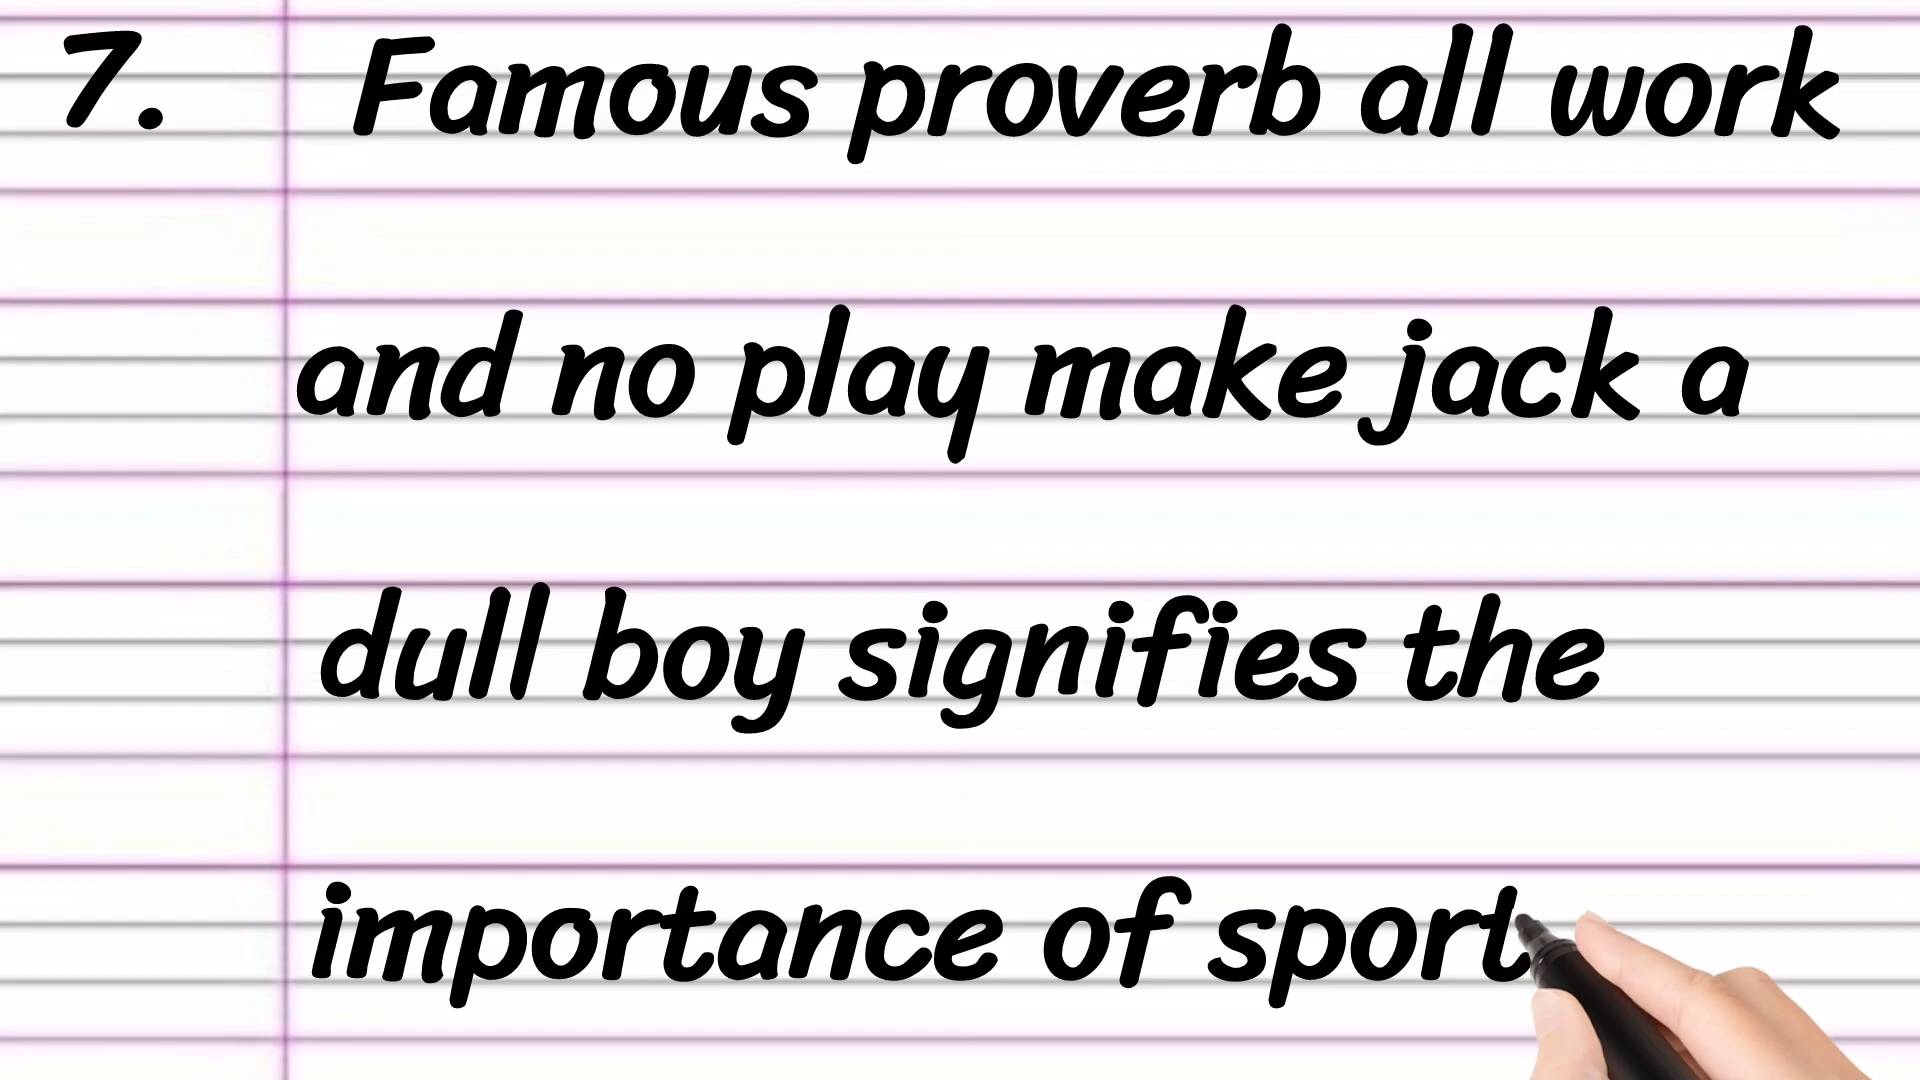 7. Famous proverb all work
and no play make jack a
dull boy signifies the
importance of sport